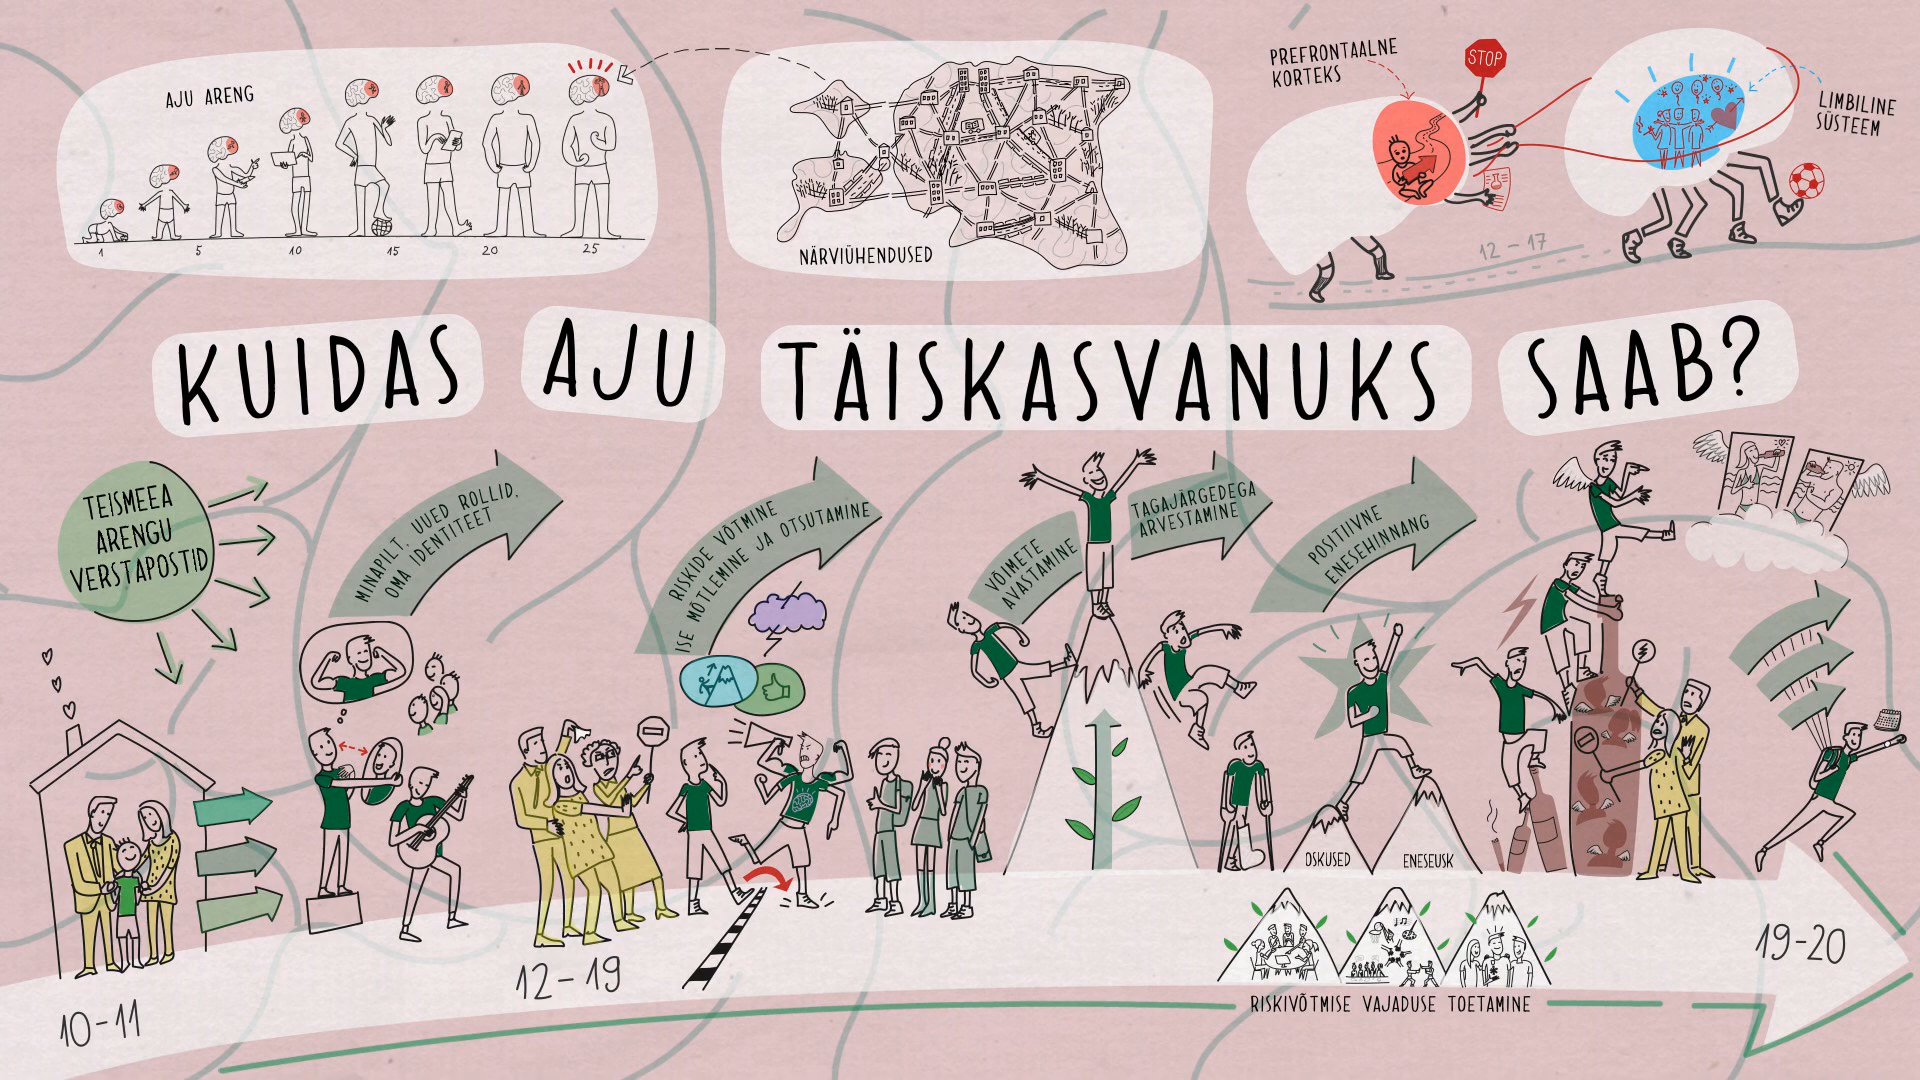 AJU ARENG
1 5 10 15 20 25
NÄRVIÜHENDUSED
PREFRONTAALNE
KORTEKS
STOP
LIMBILINE
SÜSTEEM
12 - 17
KUIDAS AJU TÄISKASVANUKS SAAB?
TEISMEEA
ARENGU
VERSTAPOSTID
MINAPILT, UUED ROLLID,
OMA IDENTITEET
RISKIDE VÕTMINE
ISE MÕTLEMINE JA OTSUTAMINE
VÕIMETE
AVASTAMINE
TAGAJÄRGEDEGA
ARVESTAMINE
POSITIIVNE
ENESEHINNANG
OSKUSED
ENESEUSK
10-11
12-19
RISKIVÕTMISE VAJADUSE TOETAMINE
19-20